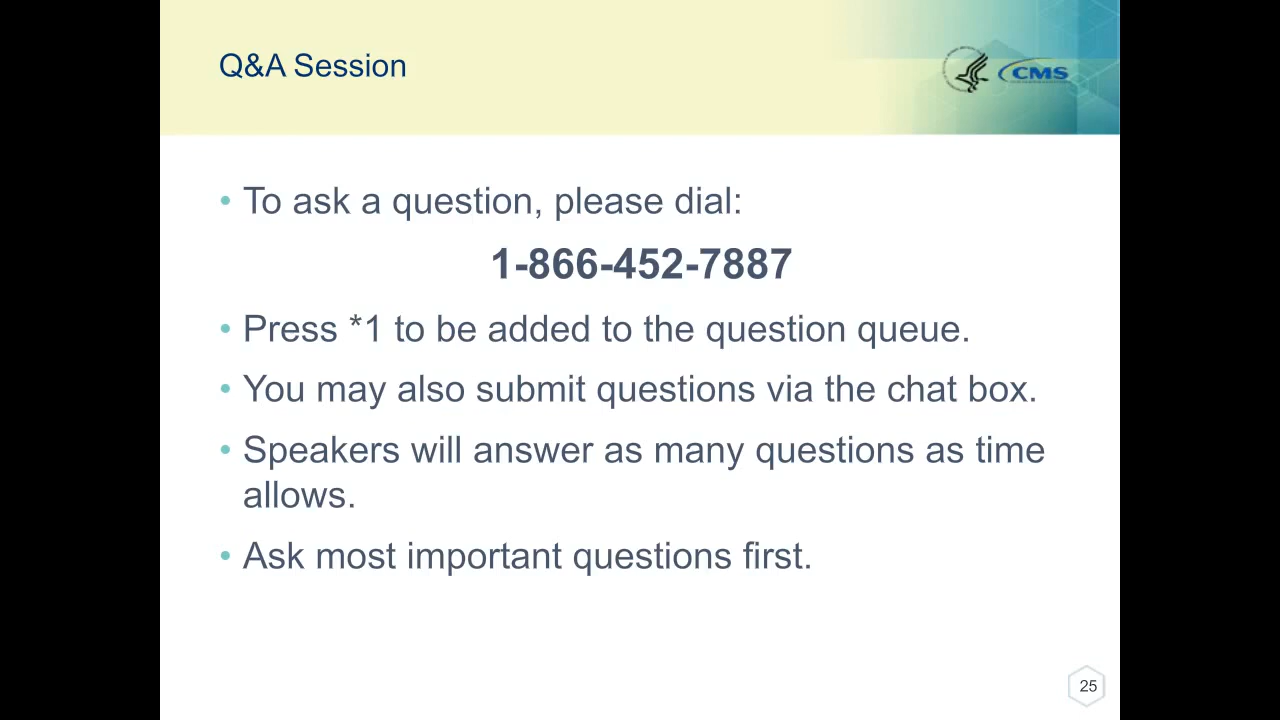 Q&A Session
CMS
• To ask a question, please dial:
1-866-452-7887
• Press *1 to be added to the question queue.
• You may also submit questions via the chat box.
• Speakers will answer as many questions as time
allows.
• Ask most important questions first.
25